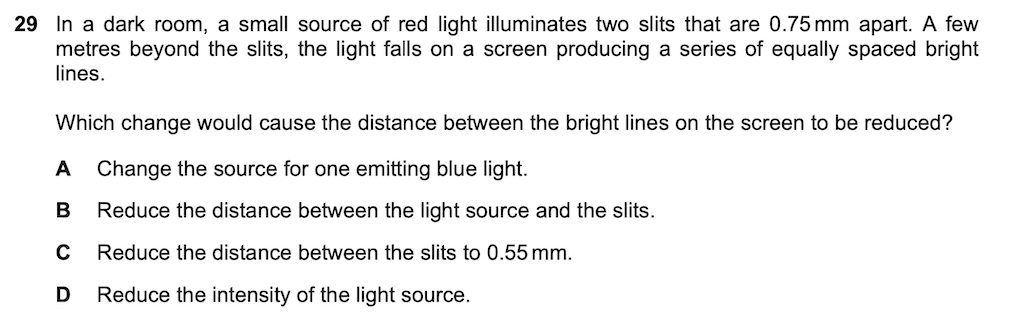 29 In a dark room, a small source of red light illuminates two slits that are 0.75 mm apart. A few
metres beyond the slits, the light falls on a screen producing a series of equally spaced bright
lines.
Which change would cause the distance between the bright lines on the screen to be reduced?
A Change the source for one emitting blue light.
B Reduce the distance between the light source and the slits.
C Reduce the distance between the slits to 0.55 mm.
D Reduce the intensity of the light source.